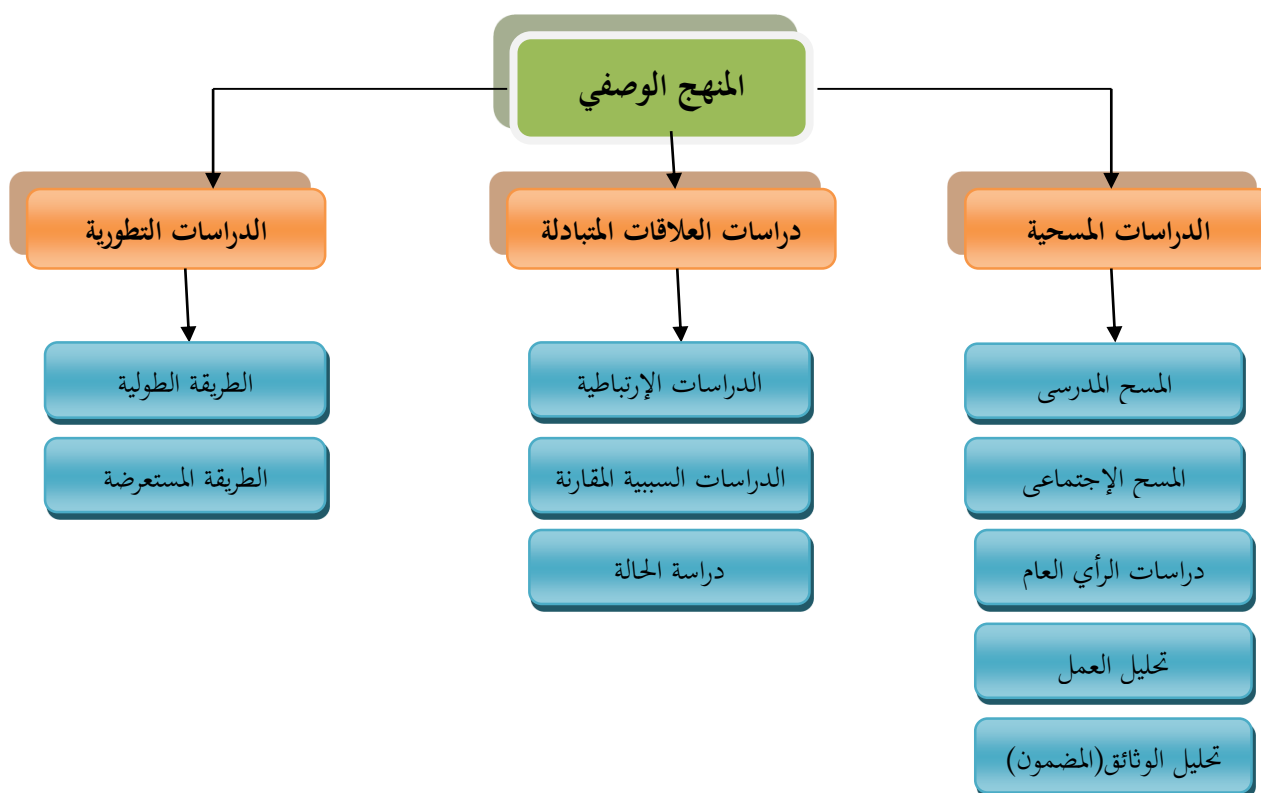 المنهج الوصفي
الدراسات المسحية
دراسات العلاقات المتبادلة
الدراسات التطورية
المسح المدرسى
المسح الإجتماعى
دراسات الرأي العام
تحليل العمل
تحليل الوثائق(المضمون)
الدراسات الإرتباطية
الدراسات السببية المقارنة
دراسة الحالة
الطريقة الطولية
الطريقة المستعرضة